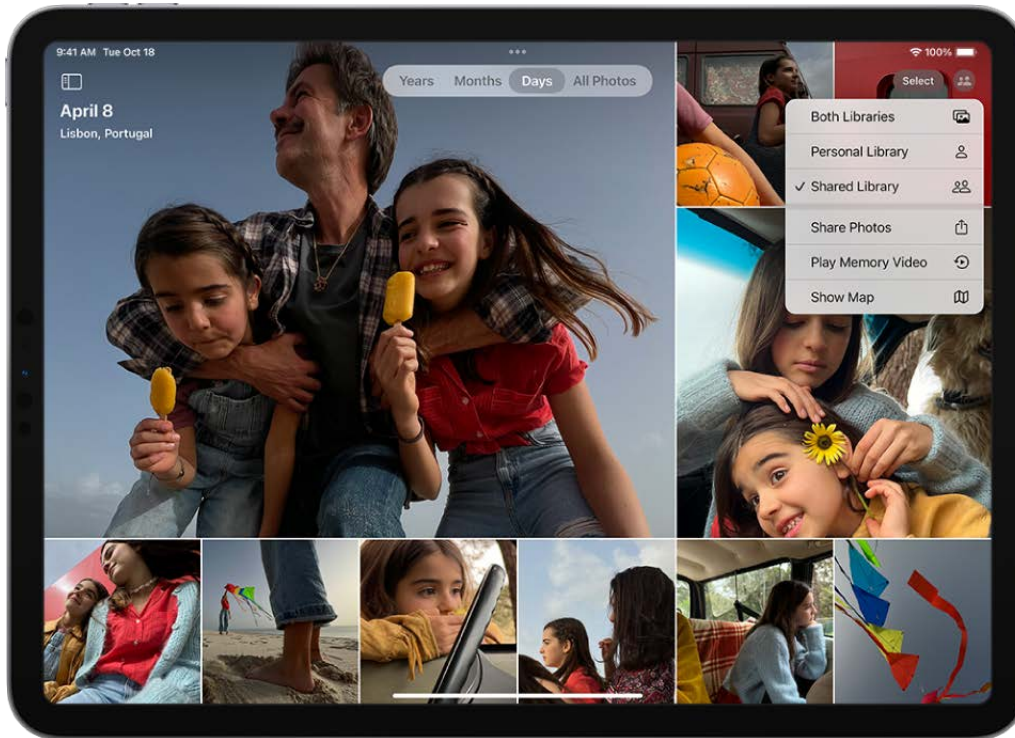 9:41 AM Tue Oct 18
100%
Years Months Days All Photos
Select
April 8
Lisbon, Portugal
Both Libraries
Personal Library
✓ Shared Library
Share Photos
Play Memory Video
Show Map